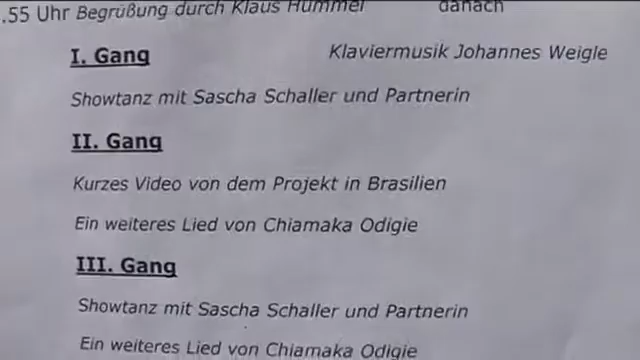 .55 Uhr Begrüßung durch Klaus Hummel danach
I. Gang Klaviermusik Johannes Weigle
Showtanz mit Sascha Schaller und Partnerin
II. Gang
Kurzes Video von dem Projekt in Brasilien
Ein weiteres Lied von Chiamaka Odigie
III. Gang
Showtanz mit Sascha Schaller und Partnerin
Ein weiteres Lied von Chiamaka Odigie